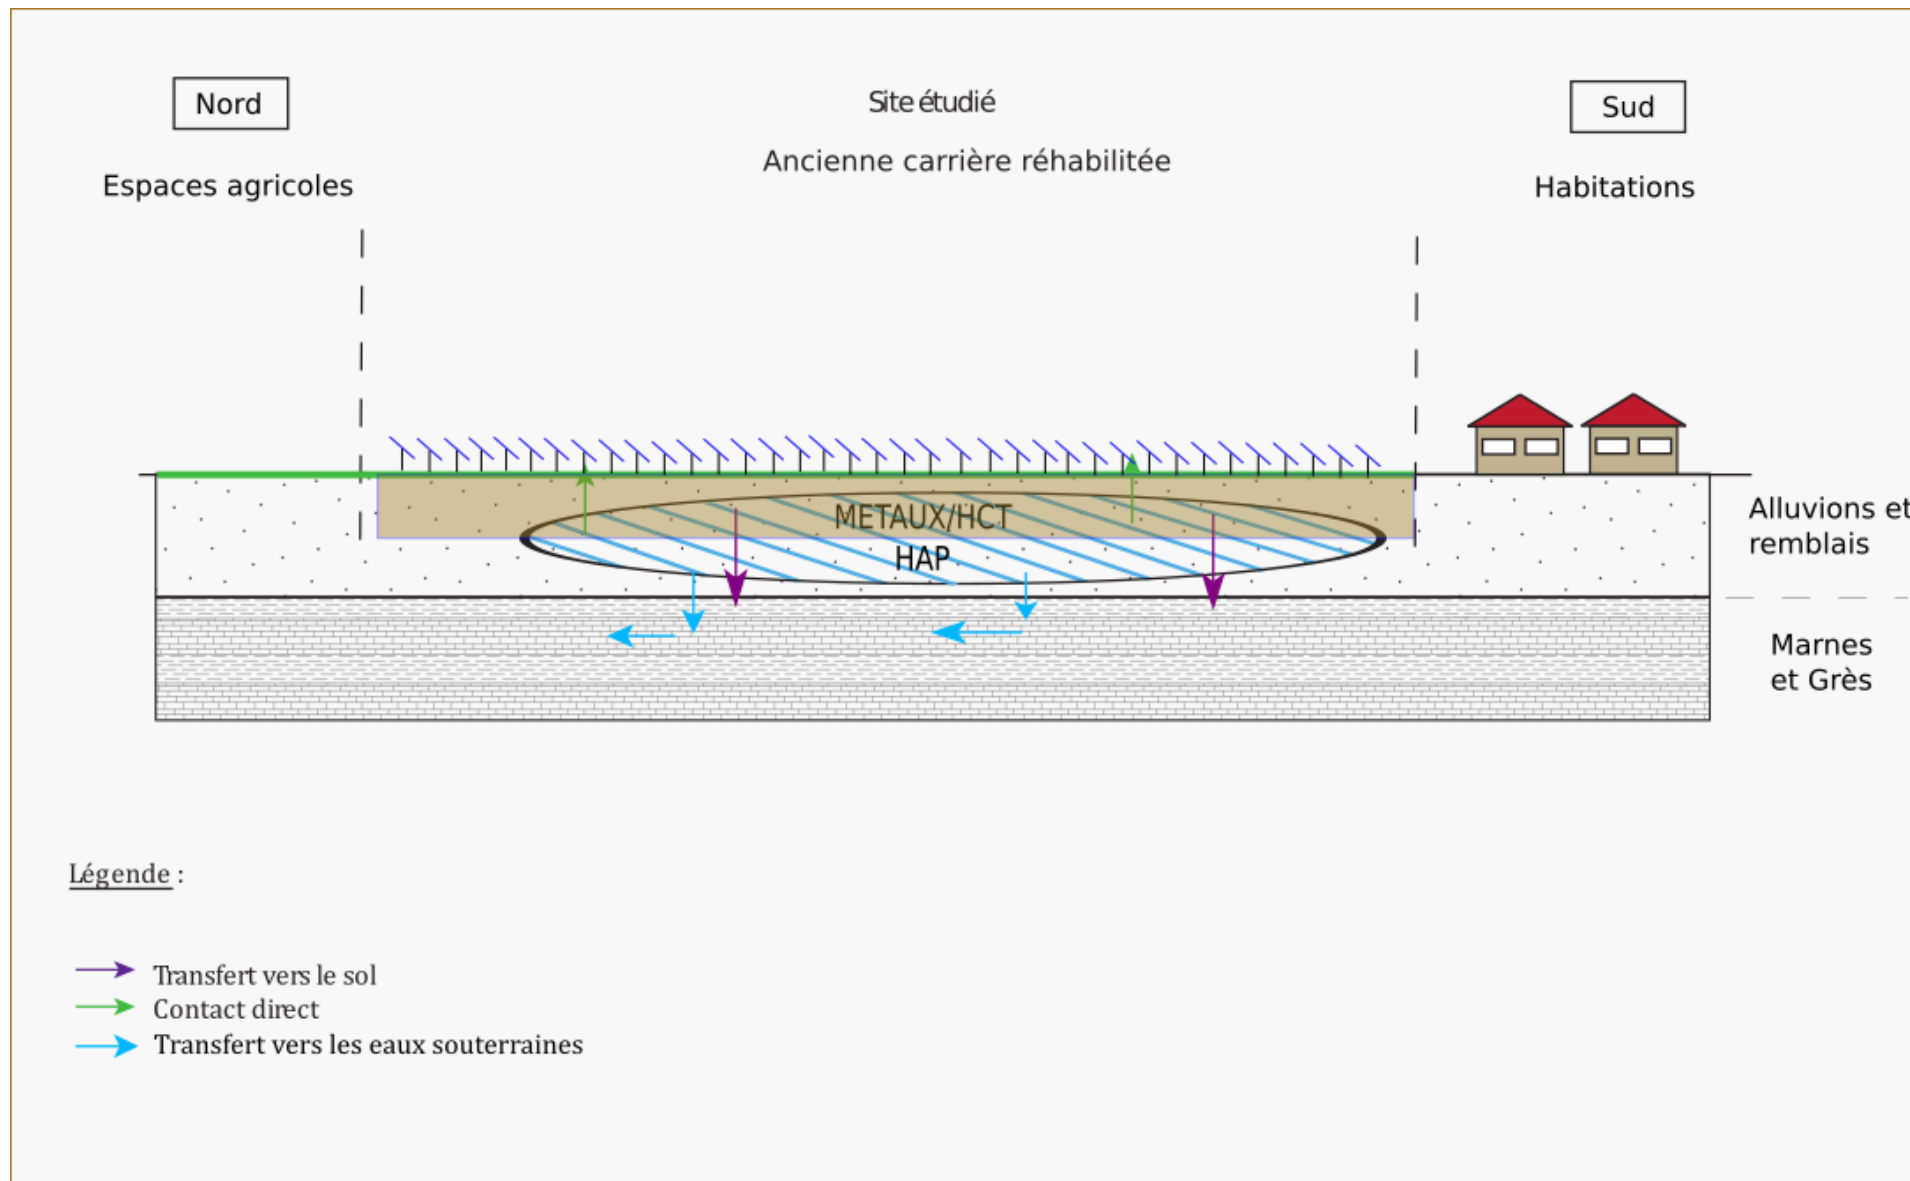 Nord
Site étudié
Sud
Ancienne carrière réhabilitée
Espaces agricoles
Habitations
METAUX/HCT
HAP
Alluvions et
remblais
Marnes
et Grès
Légende :
Transfert vers le sol
Contact direct
Transfert vers les eaux souterraines